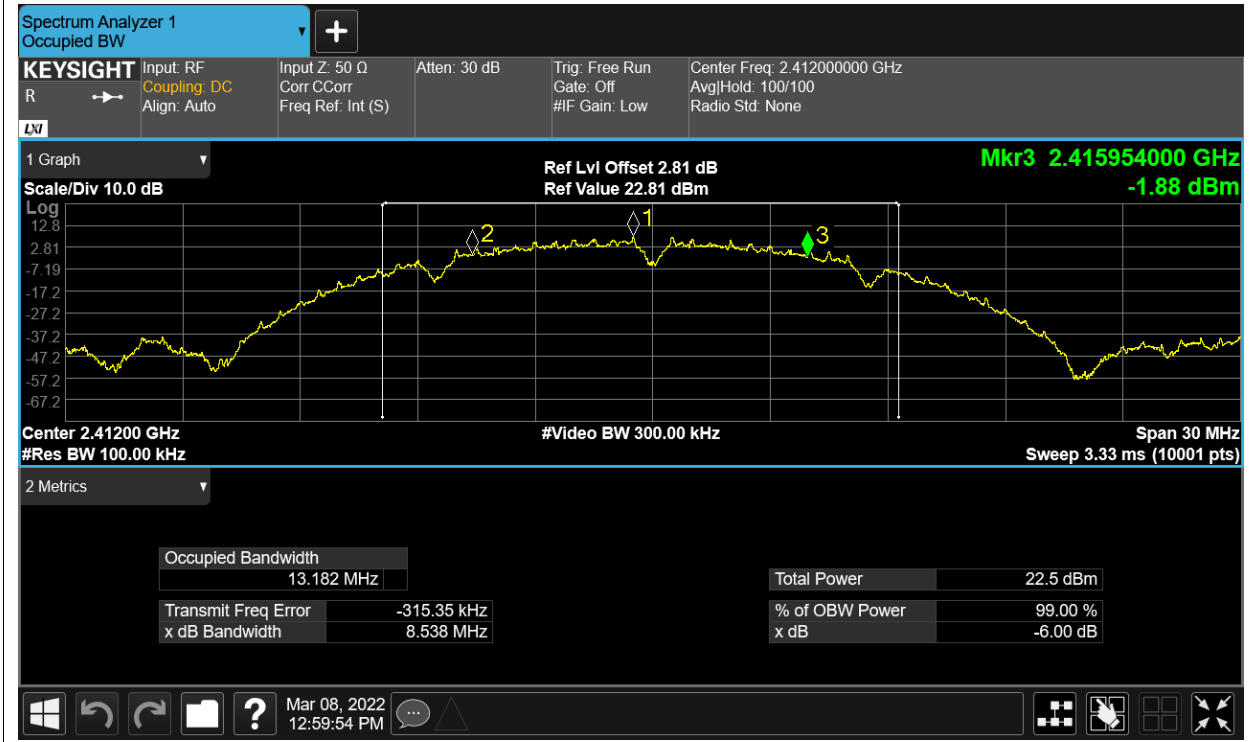 Spectrum Analyzer 1
Occupied BW
KEYSIGHT
R
LXI
Input: RF
Coupling: DC
Align: Auto
Input Z: 50 Ω
Corr CCorr
Freq Ref: Int (S)
Atten: 30 dB
Trig: Free Run
Gate: Off
#IF Gain: Low
Center Freq: 2.412000000 GHz
Avg|Hold: 100/100
Radio Std: None
1 Graph
Scale/Div 10.0 dB
Ref Lvl Offset 2.81 dB
Ref Value 22.81 dBm
Mkr3 2.415954000 GHz
-1.88 dBm
Log
12.8
2.81
-7.19
-17.2
-27.2
-37.2
-47.2
-57.2
-67.2
2
1
3
Center 2.41200 GHz
#Video BW 300.00 kHz
Span 30 MHz
#Res BW 100.00 kHz
Sweep 3.33 ms (10001 pts)
2 Metrics
Occupied Bandwidth
13.182 MHz
Transmit Freq Error -315.35 kHz
x dB Bandwidth 8.538 MHz
Total Power 22.5 dBm
% of OBW Power 99.00 %
x dB -6.00 dB
?
Mar 08, 2022
12:59:54 PM